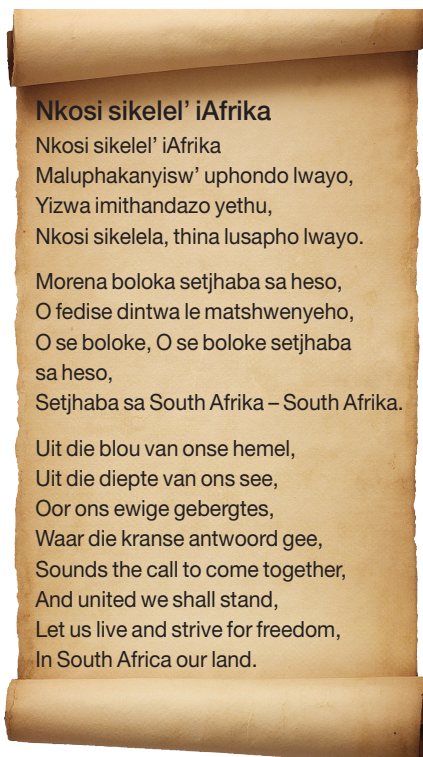 Nkosi sikelel’ iAfrika
Nkosi sikelel’ iAfrika
Maluphakanyisw’ uphondo lwayo,
Yizwa imithandazo yethu,
Nkosi sikelela, thina lusapho lwayo.
Morena boloka setjhaba sa heso,
O fedise dintwa le matshwenyeho,
O se boloke, O se boloke setjhaba
sa heso,
Setjhaba sa South Afrika – South Afrika.
Uit die blou van onse hemel,
Uit die diepte van ons see,
Oor ons ewige gebergtes,
Waar die kranse antwoord gee,
Sounds the call to come together,
And united we shall stand,
Let us live and strive for freedom,
In South Africa our land.